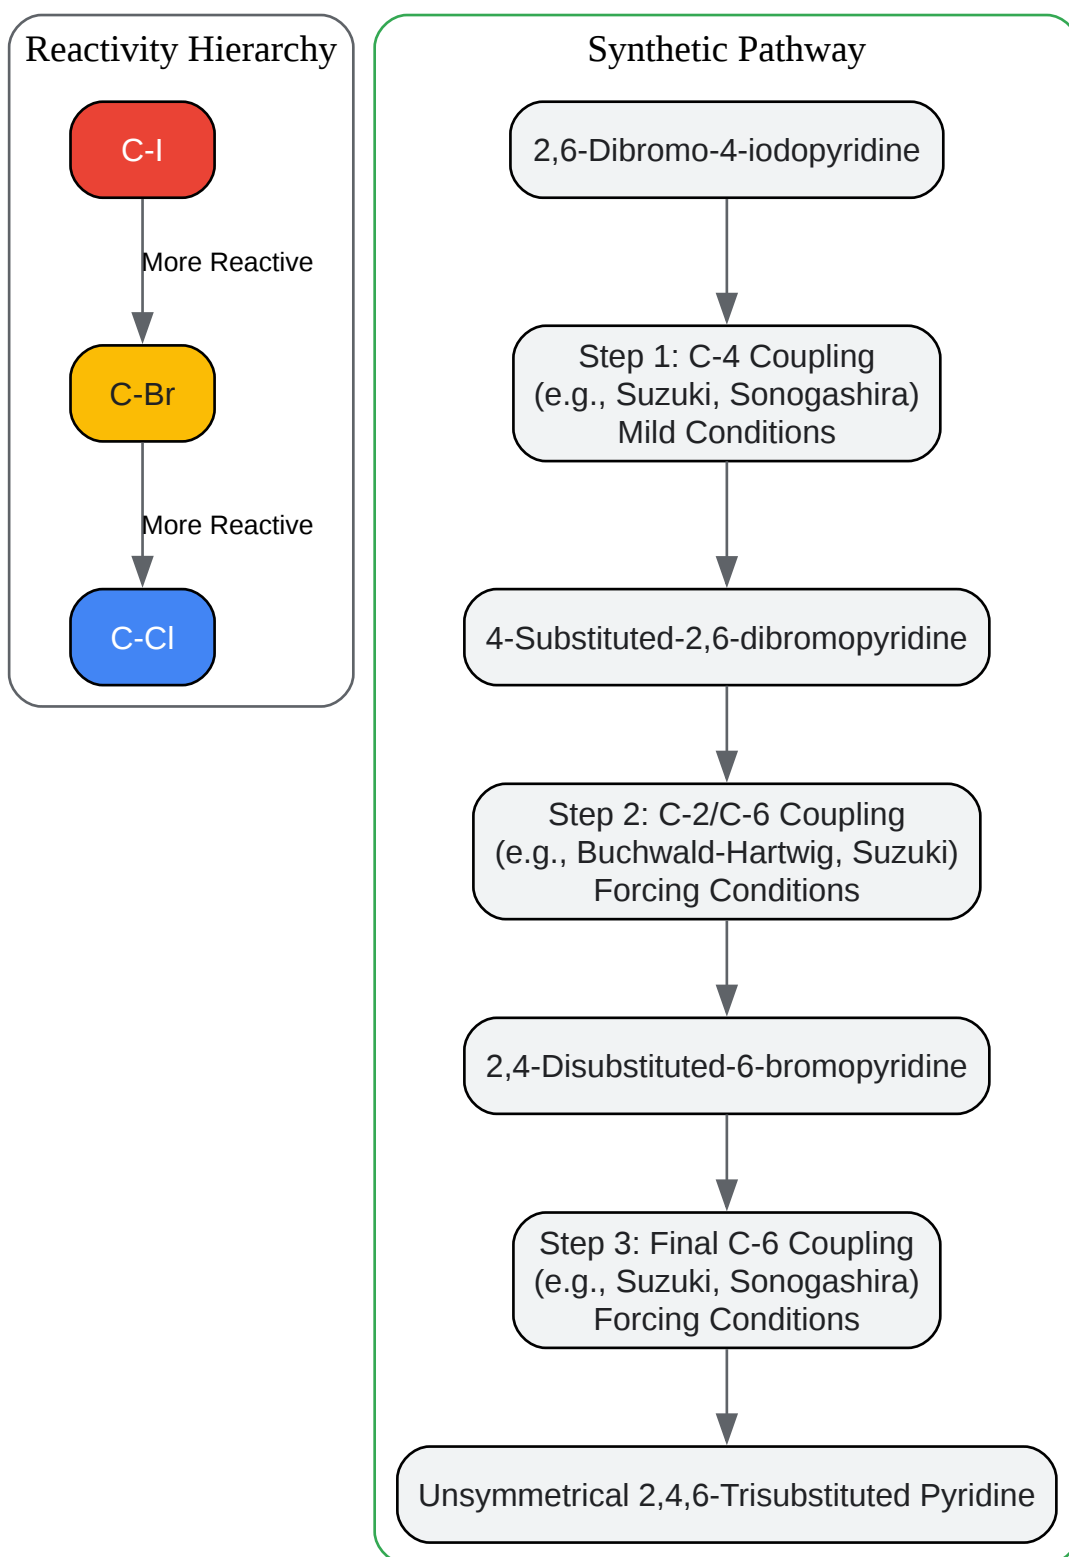 Reactivity Hierarchy
C-I
More Reactive
C-Br
More Reactive
C-Cl
Synthetic Pathway
2,6-Dibromo-4-iodopyridine
Step 1: C-4 Coupling
(e.g., Suzuki, Sonogashira)
Mild Conditions
4-Substituted-2,6-dibromopyridine
Step 2: C-2/C-6 Coupling
(e.g., Buchwald-Hartwig, Suzuki)
Forcing Conditions
2,4-Disubstituted-6-bromopyridine
Step 3: Final C-6 Coupling
(e.g., Suzuki, Sonogashira)
Forcing Conditions
Unsymmetrical 2,4,6-Trisubstituted Pyridine